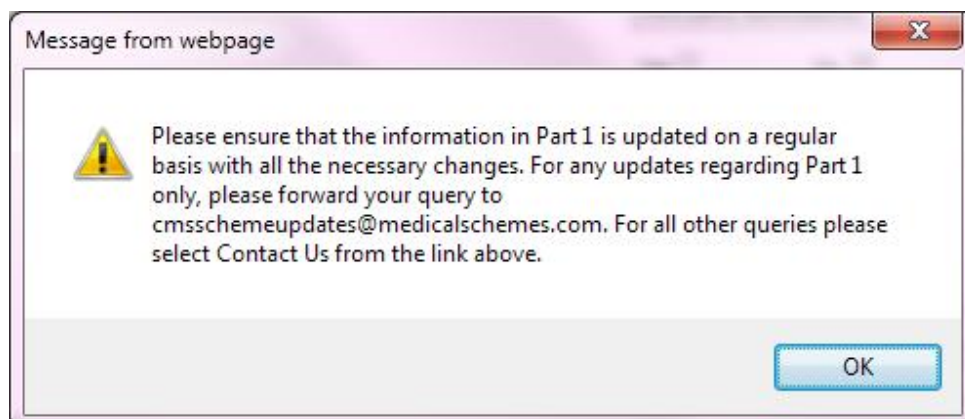 Message from webpage
Please ensure that the information in Part 1 is updated on a regular
basis with all the necessary changes. For any updates regarding Part 1
only, please forward your query to
cmsschemeupdates@medicalschemes.com. For all other queries please
select Contact Us from the link above.
OK